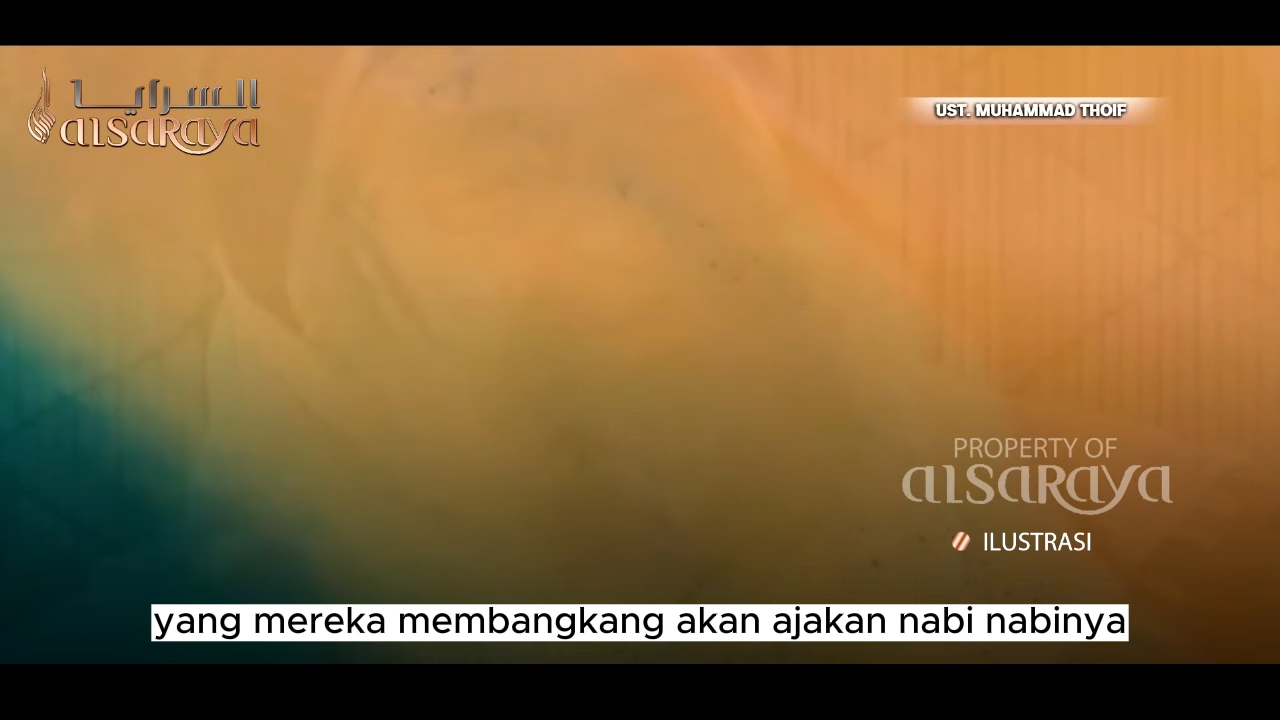 السرايا
alsaraya
UST. MUHAMMAD THOIF
PROPERTY OF
alsaraya
ILUSTRASI
yang mereka membangkang akan ajakan nabi nabinya